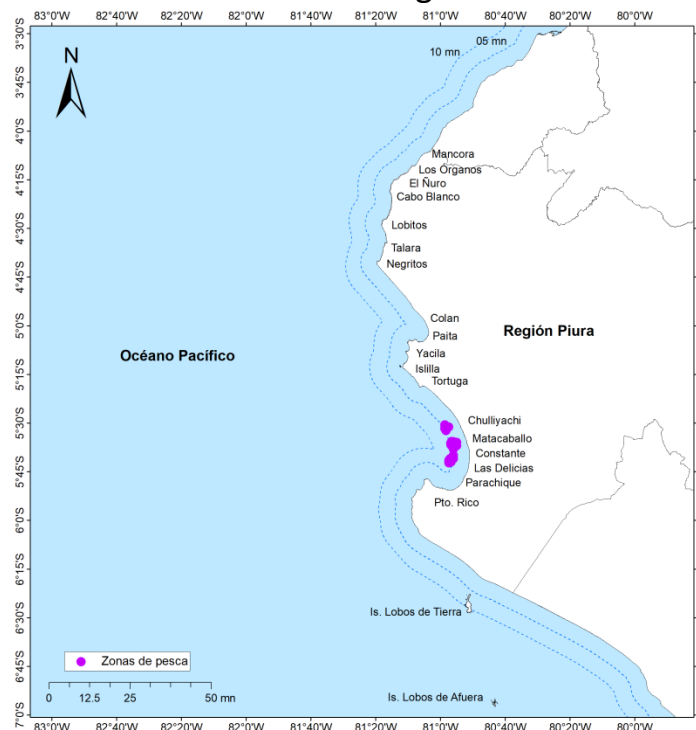 83°0'W 82°40'W 82°20'W 82°0'W 81°40'W 81°20'W 81°0'W 80°40'W 80°20'W 80°0'W
3°30'S
3°45'S
4°0'S
4°15'S
4°30'S
4°45'S
5°0'S
5°15'S
5°30'S
5°45'S
6°0'S
6°15'S
6°30'S
6°45'S
7°0'S
N
10 mn
05 mn
Mancora
Los Organos
El Ñuro
Cabo Blanco
Lobitos
Talara
Negritos
Colan
Paita
Región Piura
Océano Pacífico
Yacila
Islilla
Tortuga
Chulliyachi
Matacaballo
Constante
Las Delicias
Parachique
Pto. Rico
Is. Lobos de Tierra
Zonas de pesca
0 12.5 25 50 mn
Is. Lobos de Afuera
83°0'W 82°40'W 82°20'W 82°0'W 81°40'W 81°20'W 81°0'W 80°40'W 80°20'W 80°0'W